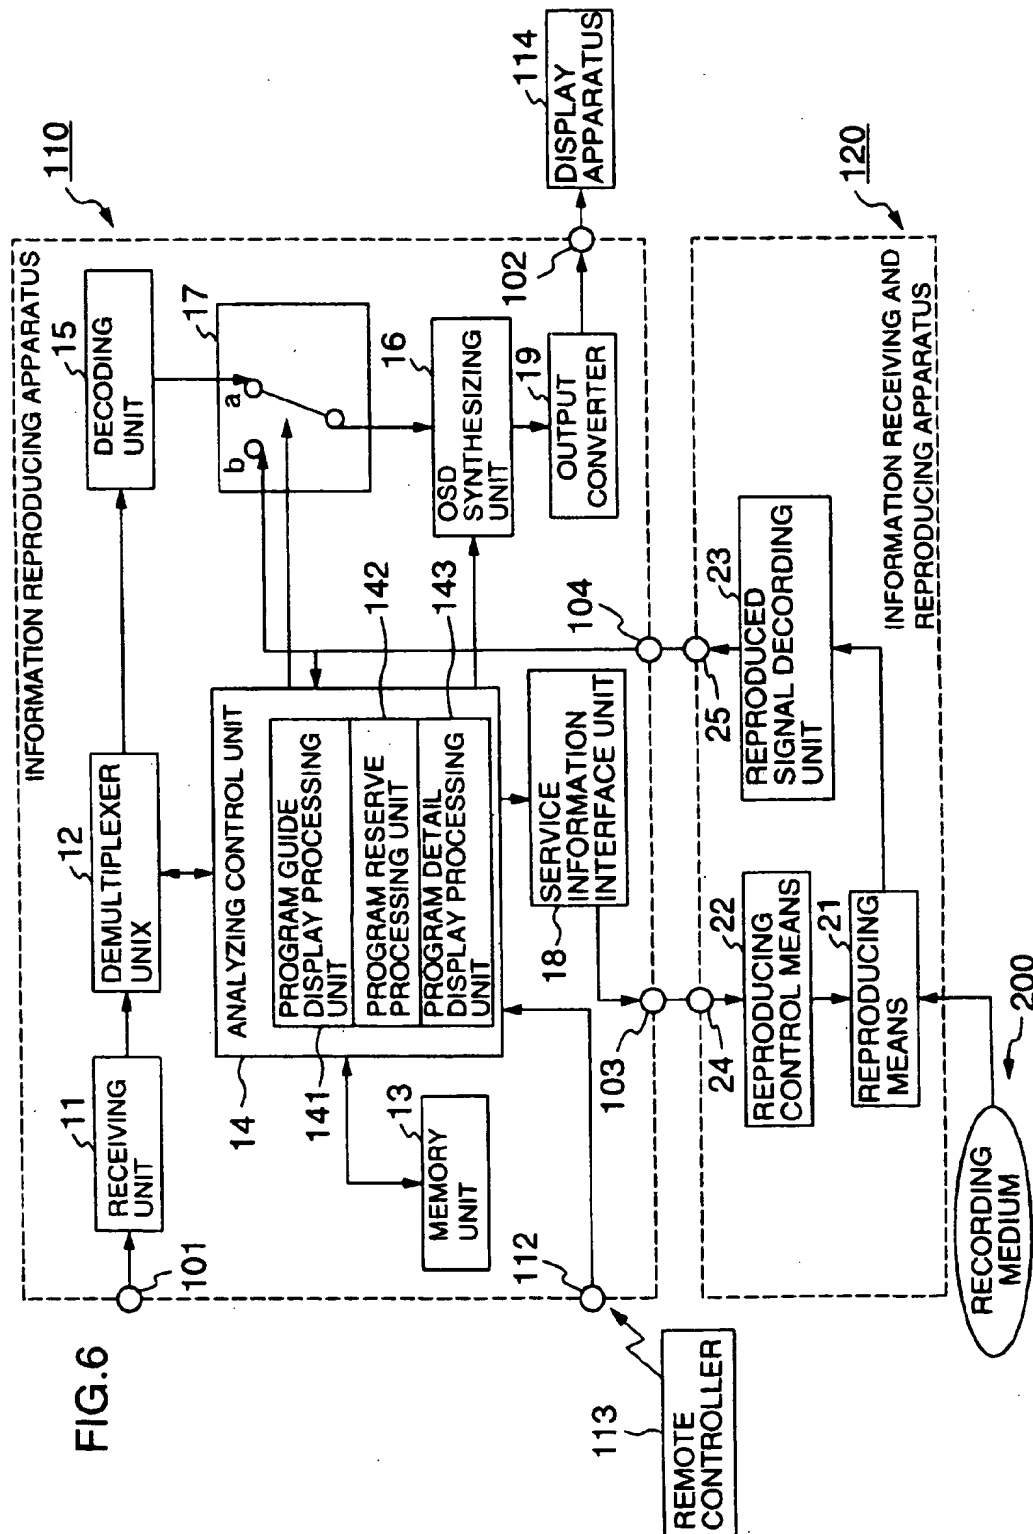 FIG.6
INFORMATION REPRODUCING APPARATUS
110
101
11
RECEIVING
UNIT
12
DEMULTIPLEXER
UNIX
15
DECODING
UNIT
14
ANALYZING CONTROL UNIT
141
PROGRAM GUIDE
DISPLAY PROCESSING
UNIT
142
PROGRAM RESERVE
PROCESSING UNIT
143
PROGRAM DETAIL
DISPLAY PROCESSING
UNIT
17
a
b
13
MEMORY
UNIT
16
OSD
SYNTHESIZING
UNIT
18
SERVICE
INFORMATION
INTERFACE UNIT
19
OUTPUT
CONVERTER
102
114
DISPLAY
APPARATUS
112
113
REMOTE
CONTROLLER
103
104
24
25
120
INFORMATION RECEIVING AND
REPRODUCING APPARATUS
22
REPRODUCING
CONTROL MEANS
21
REPRODUCING
MEANS
23
REPRODUCED
SIGNAL DECORDING
UNIT
200
RECORDING
MEDIUM